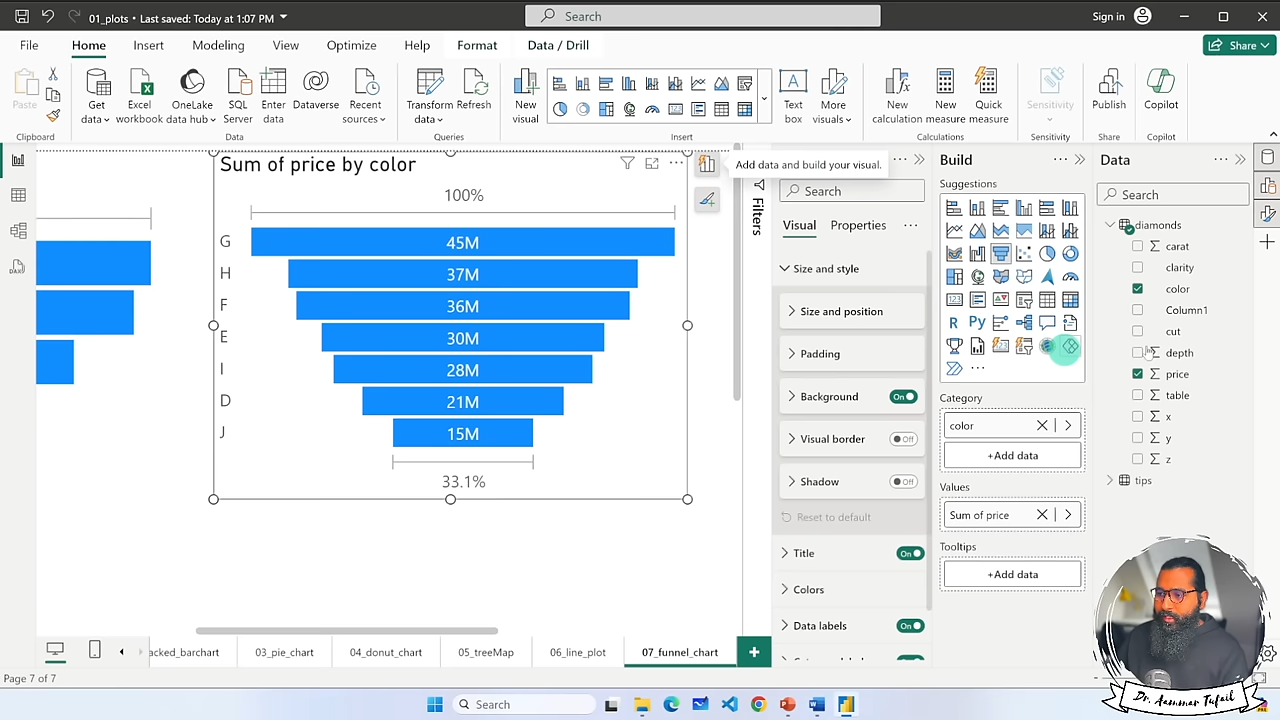 01_plots • Last saved: Today at 1:07 PM
Search
Sign in
File
Home
Insert
Modeling
View
Optimize
Help
Format
Data / Drill
Share
Paste
Get data
Excel workbook
OneLake data hub
SQL Server
Enter data
Dataverse
Recent sources
Transform data
Refresh
New visual
Text box
More visuals
New calculation
New measure
Quick measure
Sensitivity
Publish
Copilot
Clipboard
Data
Queries
Insert
Calculations
Sensitivity
Share
Copilot
Sum of price by color
100%
G 45M
H 37M
F 36M
E 30M
I 28M
D 21M
J 15M
33.1%
Add data and build your visual.
Filters
Search
Visual
Properties
Size and style
Size and position
Padding
Background On
Visual border Off
Shadow Off
Reset to default
Title On
Colors
Data labels On
Build
Suggestions
R Py
123
Category
color
+Add data
Values
Sum of price
+Add data
Tooltips
+Add data
Data
Search
diamonds
carat
clarity
color
Column1
cut
depth
price
table
x
y
z
tips
acked_barchart
03_pie_chart
04_donut_chart
05_treeMap
06_line_plot
07_funnel_chart
Page 7 of 7
Search
Dr. Aammar Tufail